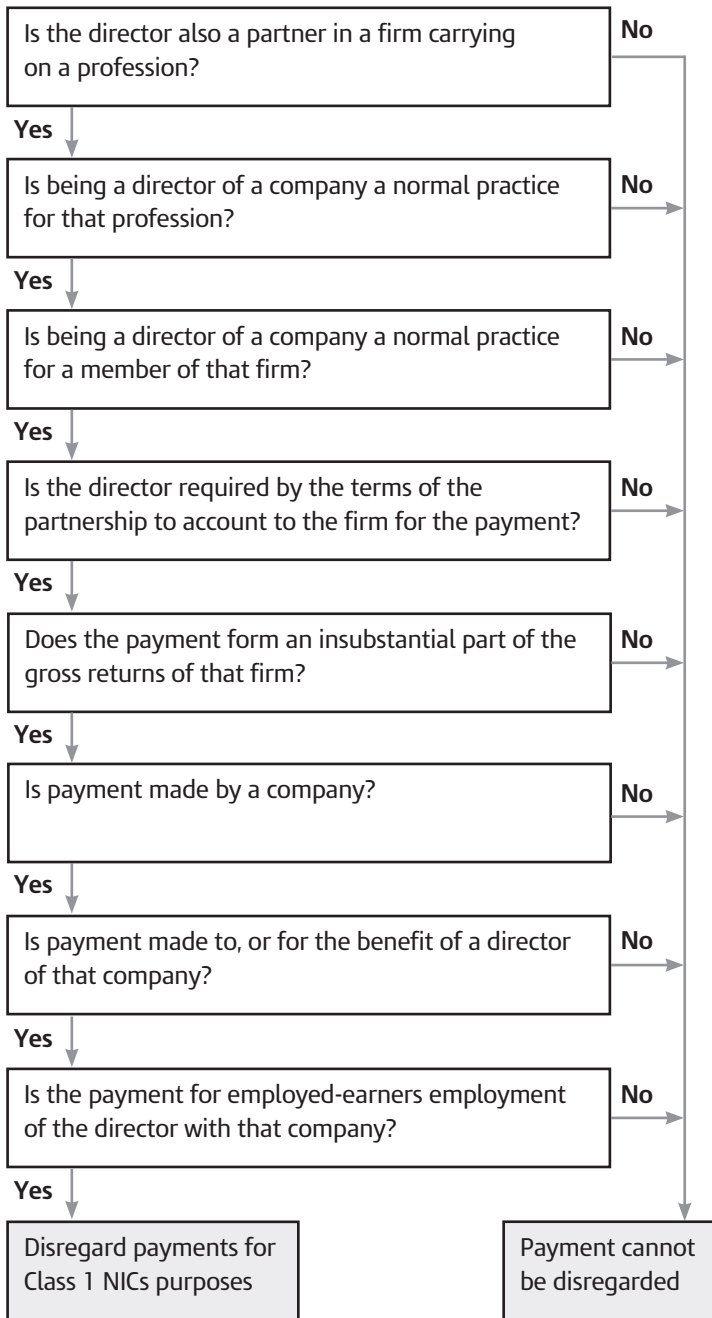 Is the director also a partner in a firm carrying
on a profession?
No
Yes
Is being a director of a company a normal practice
for that profession?
No
Yes
Is being a director of a company a normal practice
for a member of that firm?
No
Yes
Is the director required by the terms of the
partnership to account to the firm for the payment?
No
Yes
Does the payment form an insubstantial part of the
gross returns of that firm?
No
Yes
Is payment made by a company?
No
Yes
Is payment made to, or for the benefit of a director
of that company?
No
Yes
Is the payment for employed-earners employment
of the director with that company?
No
Yes
Disregard payments for
Class 1 NICs purposes
Payment cannot
be disregarded